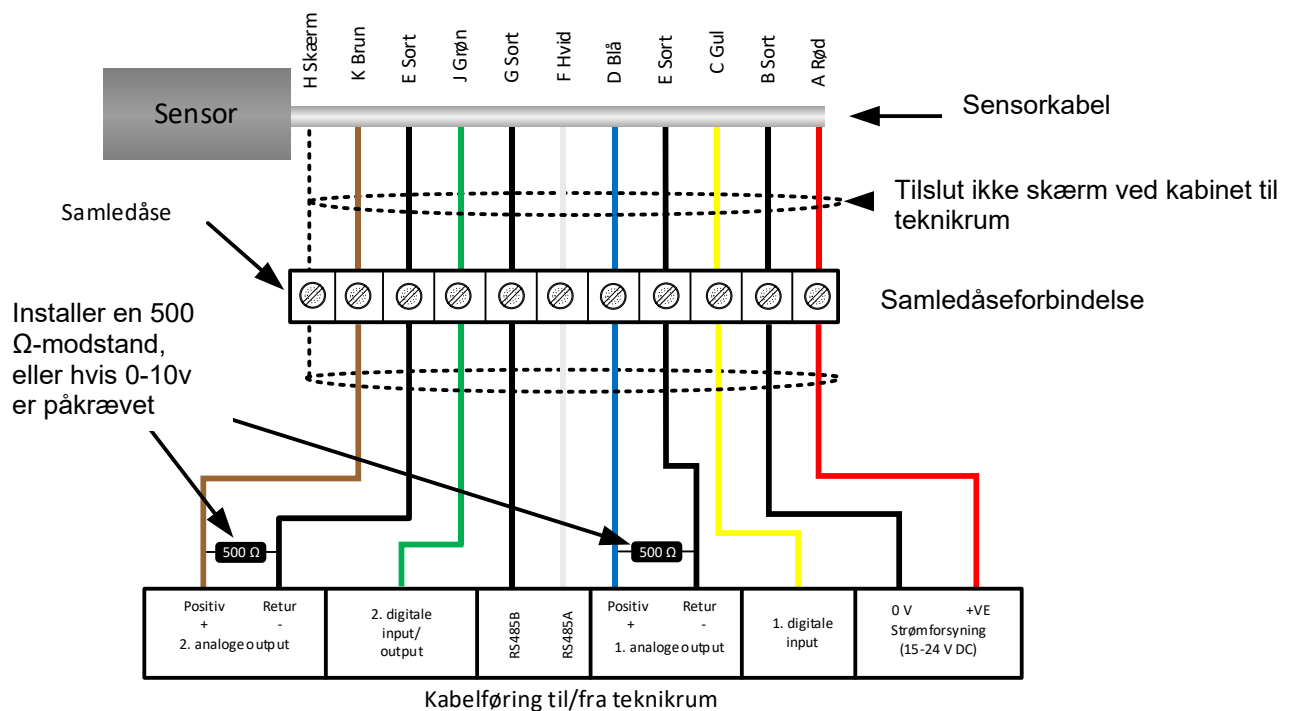 H Skærm
K Brun
E Sort
J Grøn
G Sort
F Hvid
D Blå
E Sort
C Gul
B Sort
A Rød
Sensor
Sensorkabel
Tilslut ikke skærm ved kabinet til
teknikrum
Samledåse
Samledåseforbindelse
Installer en 500
Ω-modstand,
eller hvis 0-10v
er påkrævet
500 Ω
500 Ω
Positiv Retur
+ -
2. analoge output
2. digitale
input/
output
RS485B
RS485A
Positiv Retur
+ -
1. analoge output
1. digitale
input
0 V +VE
Strømforsyning
(15-24 V DC)
Kabelføring til/fra teknikrum